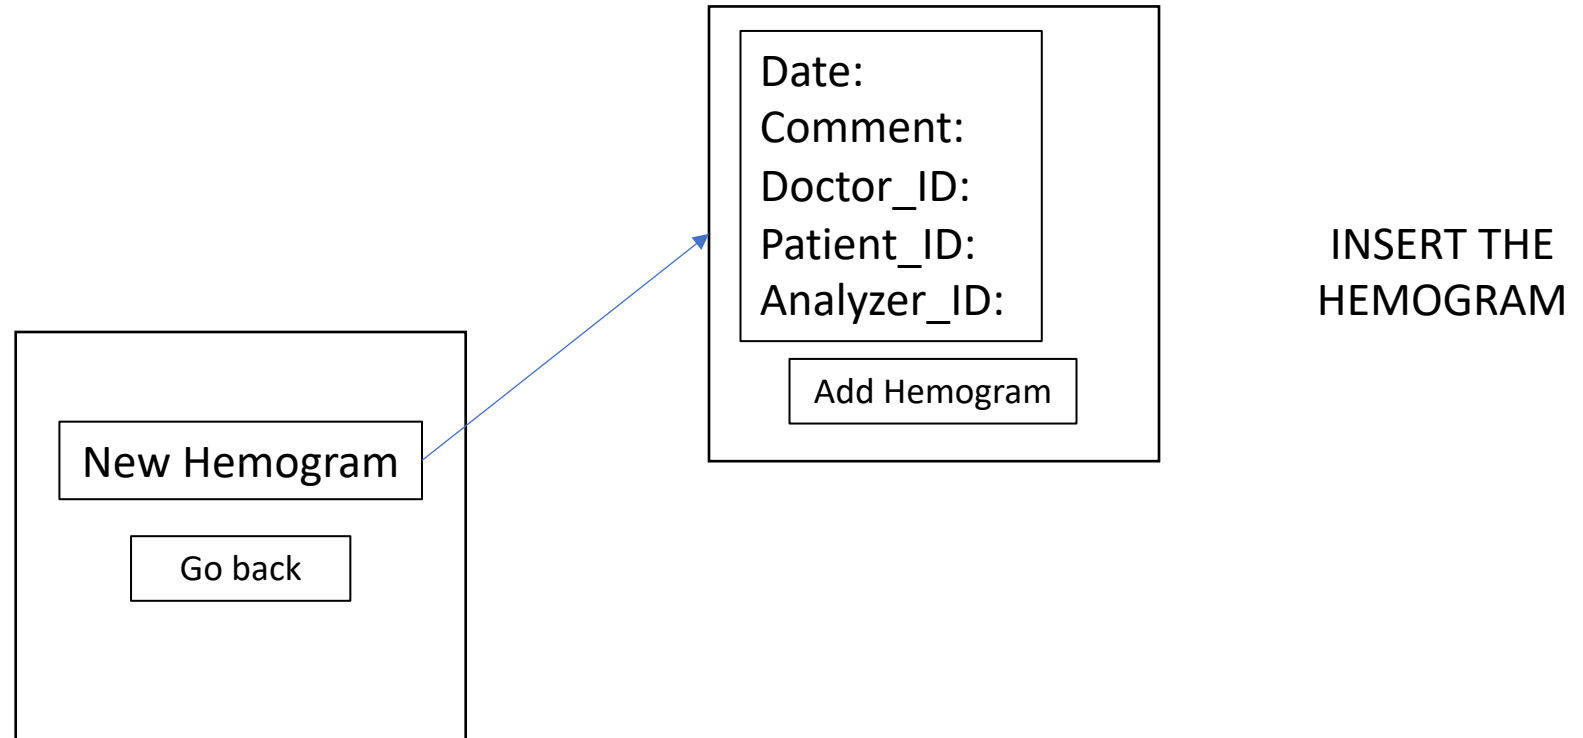 Date:
Comment:
Doctor_ID:
Patient_ID:
Analyzer_ID:
Add Hemogram
INSERT THE
HEMOGRAM
New Hemogram
Go back